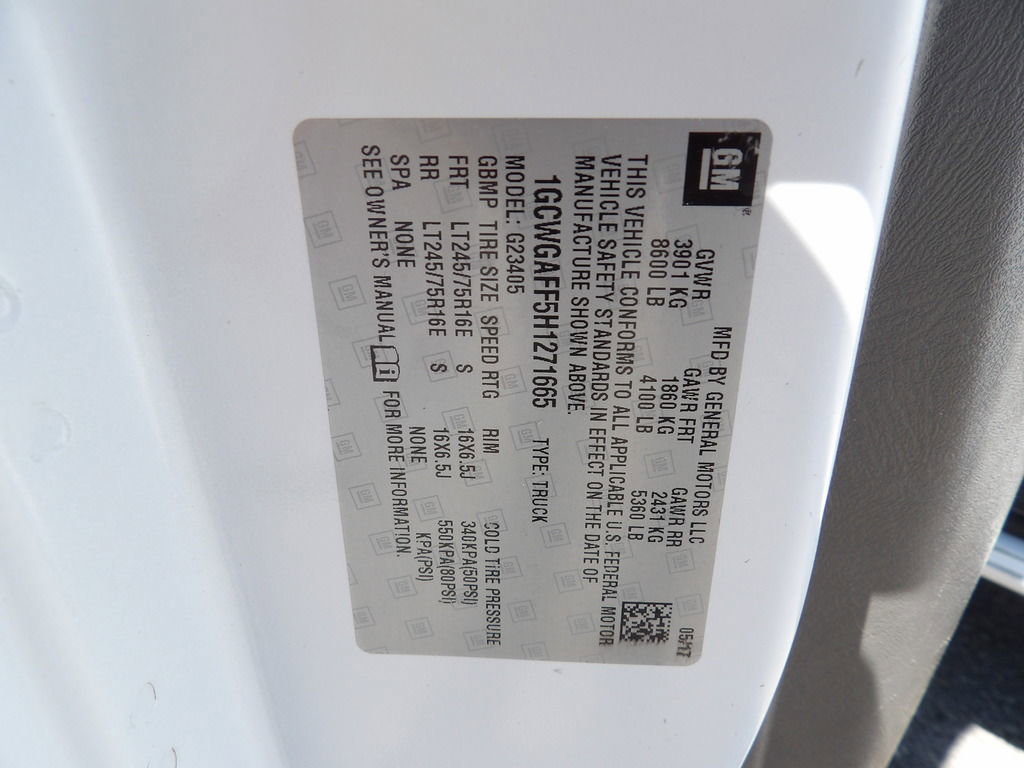 GM
MFD BY GENERAL MOTORS LLC 05/17
GVWR GAWR FRT GAWR RR
3901 KG 1860 KG 2431 KG
8600 LB 4100 LB 5360 LB
THIS VEHICLE CONFORMS TO ALL APPLICABLE U.S. FEDERAL MOTOR
VEHICLE SAFETY STANDARDS IN EFFECT ON THE DATE OF
MANUFACTURE SHOWN ABOVE.
1GCWGAFF5H1271665 TYPE: TRUCK
MODEL: G23405
GBMP TIRE SIZE SPEED RTG RIM COLD TIRE PRESSURE
FRT LT245/75R16E S 16X6.5J 340KPA(50PSI)
RR LT245/75R16E S 16X6.5J 550KPA(80PSI)
SPA NONE NONE KPA(PSI)
SEE OWNER'S MANUAL FOR MORE INFORMATION.